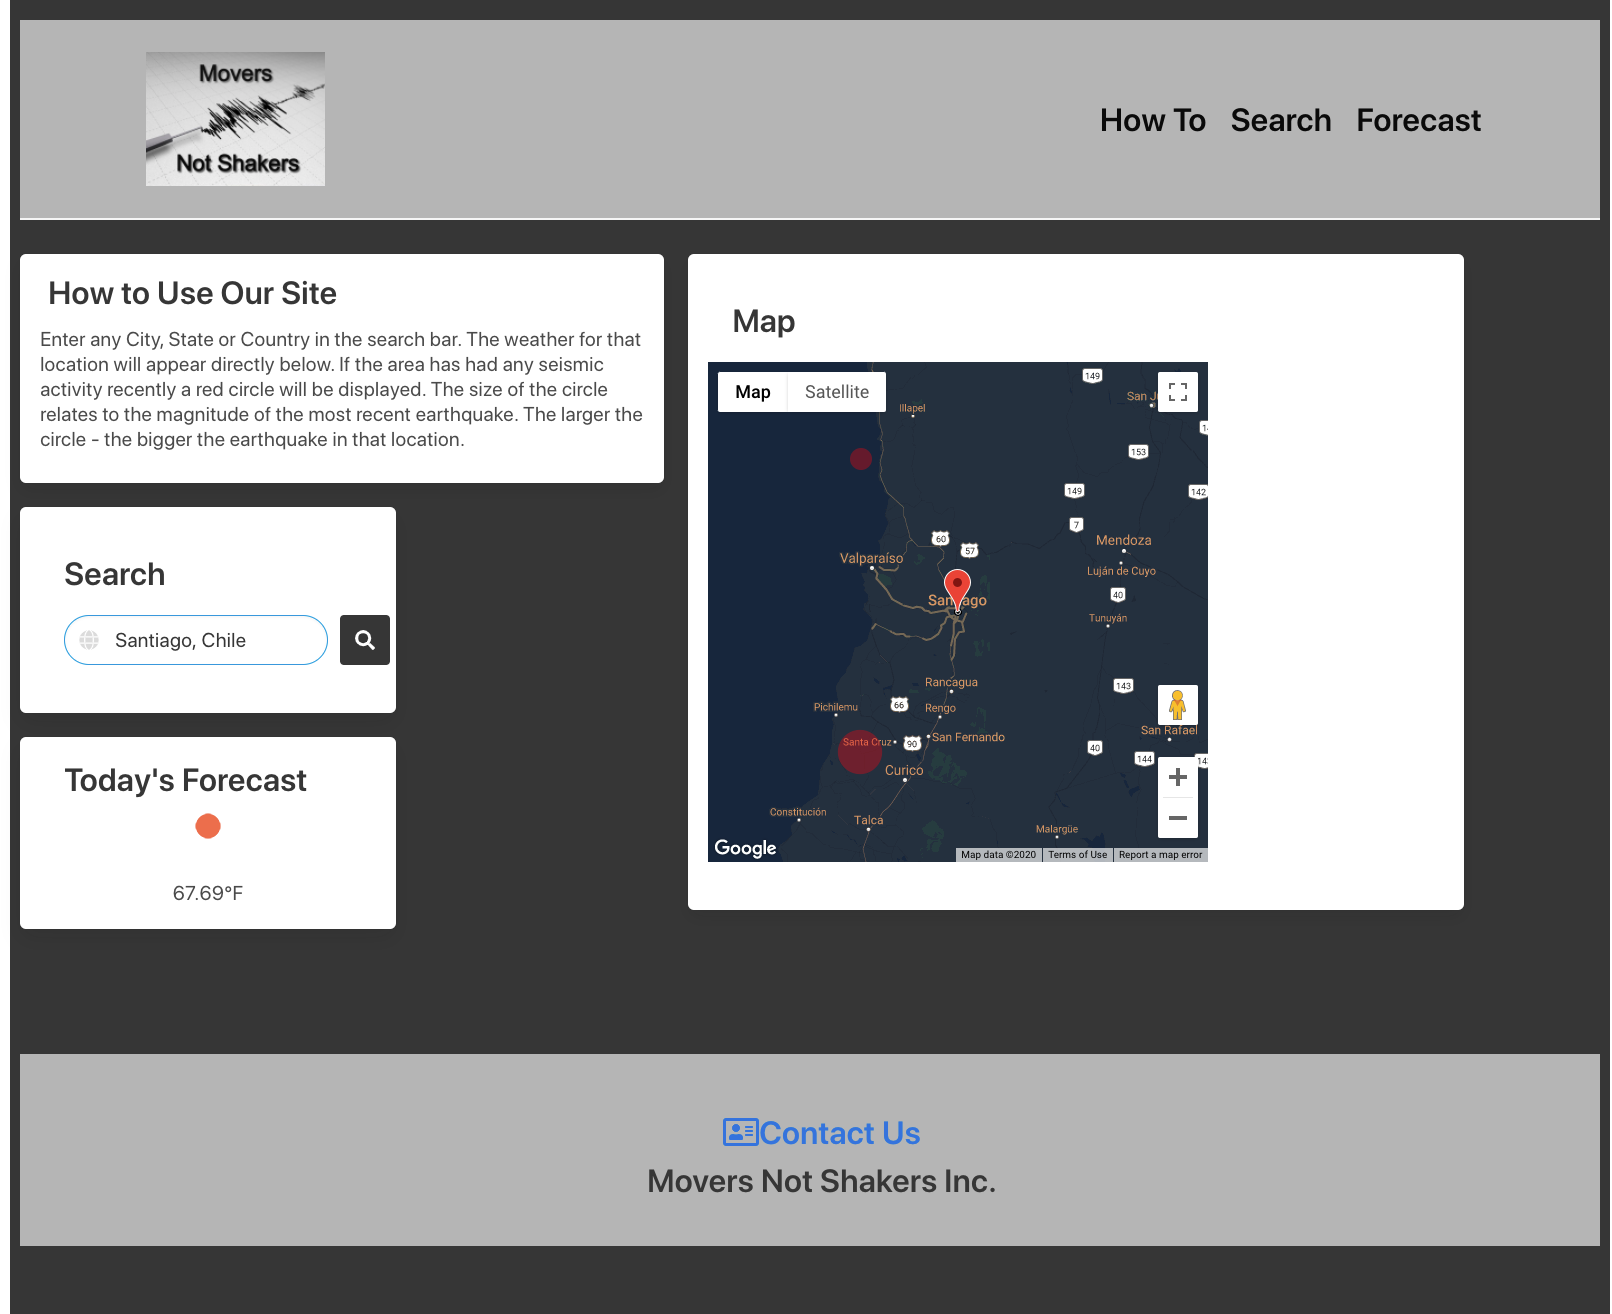 Movers
Not Shakers
How To Search Forecast
How to Use Our Site
Enter any City, State or Country in the search bar. The weather for that
location will appear directly below. If the area has had any seismic
activity recently a red circle will be displayed. The size of the circle
relates to the magnitude of the most recent earthquake. The larger the
circle - the bigger the earthquake in that location.
Search
Santiago, Chile
Today's Forecast
67.69°F
Map
Map Satellite
149
San J
Illapel
153
149
142
7
60
57
Mendoza
Valparaíso
Luján de Cuyo
40
Santiago
Tunuyán
Rancagua
143
Pichilemu
66
Rengo
San Rafael
Santa Cruz
90
San Fernando
40
144
Curico
Constitución
Talca
Malargüe
Google
Map data ©2020
Terms of Use
Report a map error
Contact Us
Movers Not Shakers Inc.